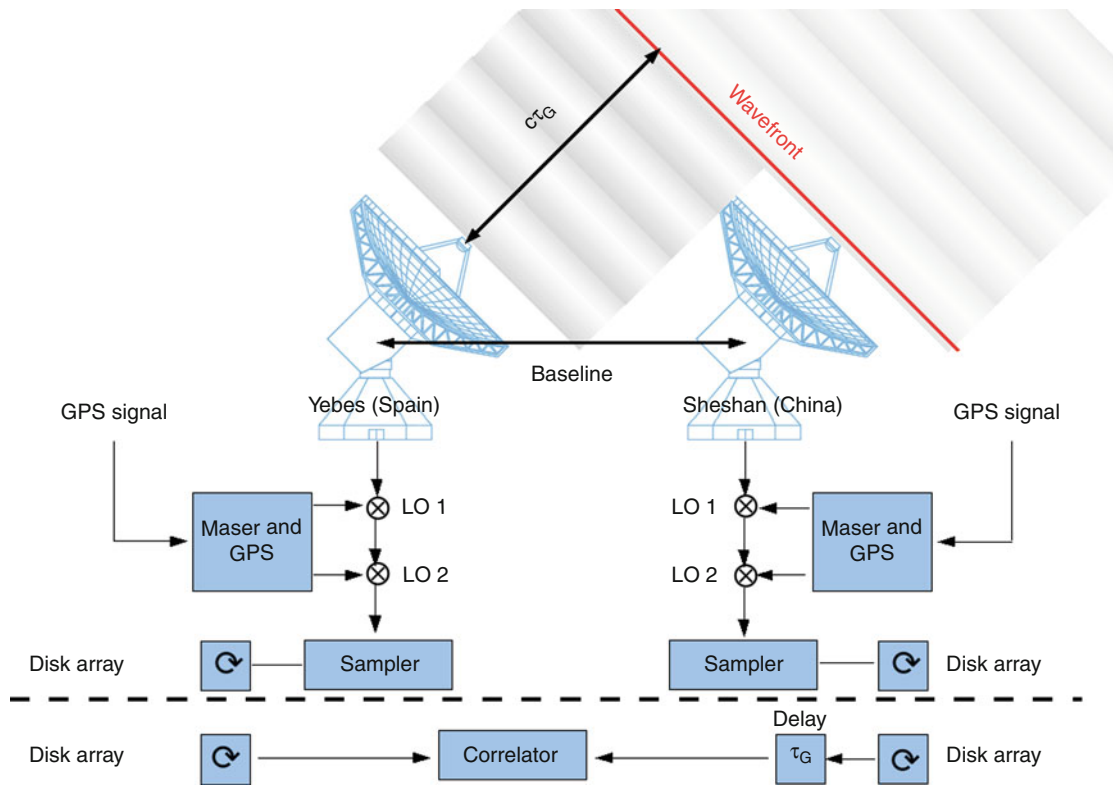 cτG
Wavefront
Baseline
Yebes (Spain)
Sheshan (China)
GPS signal
GPS signal
Maser and
GPS
LO 1
LO 2
LO 1
LO 2
Maser and
GPS
Disk array
Sampler
Sampler
Disk array
Disk array
Correlator
Delay
τG
Disk array